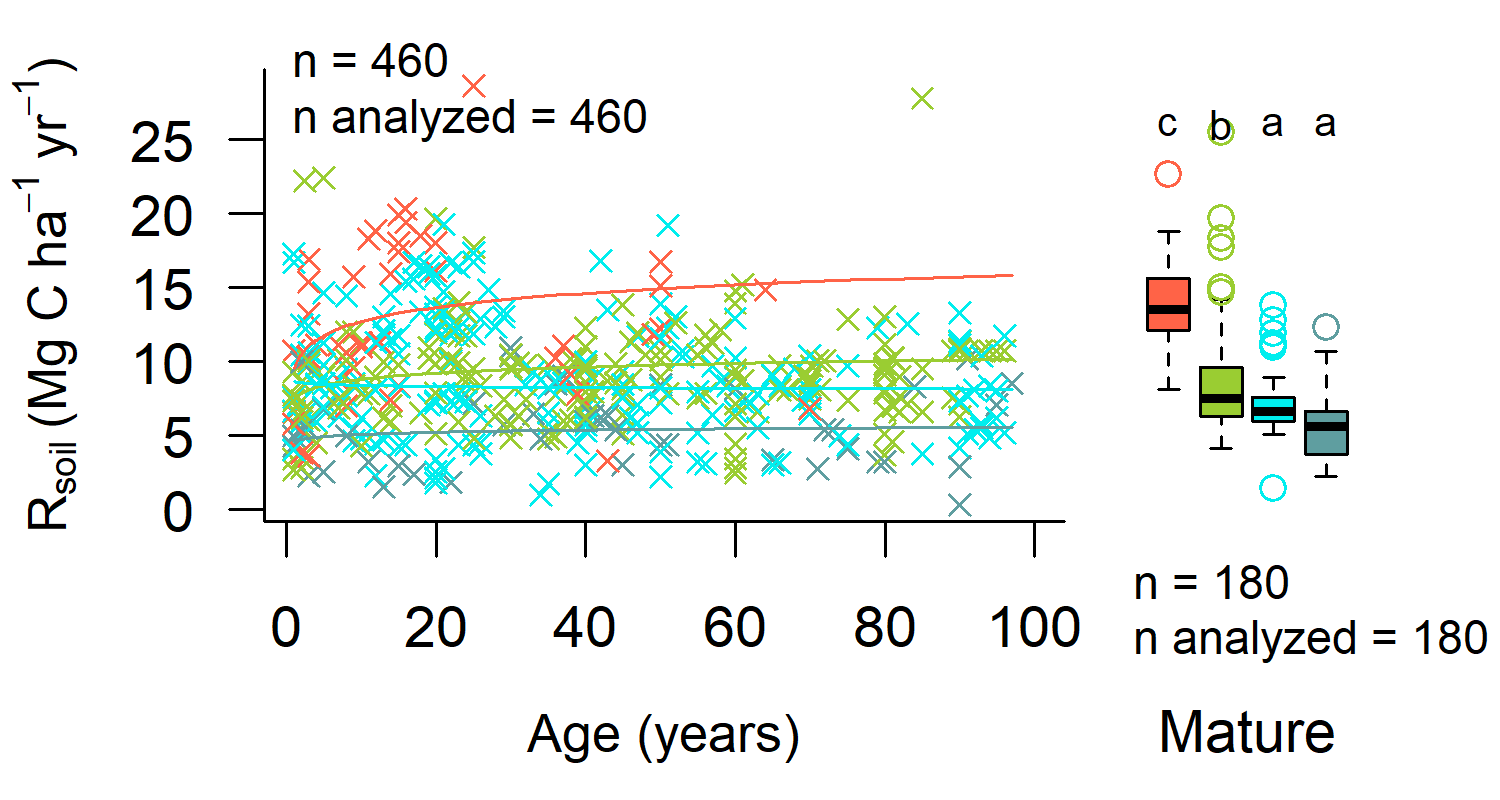 n = 460
n analyzed = 460
R_soil (Mg C ha⁻¹ yr⁻¹)
25
20
15
10
5
0
0 20 40 60 80 100
Age (years)
c b a a
n = 180
n analyzed = 180
Mature